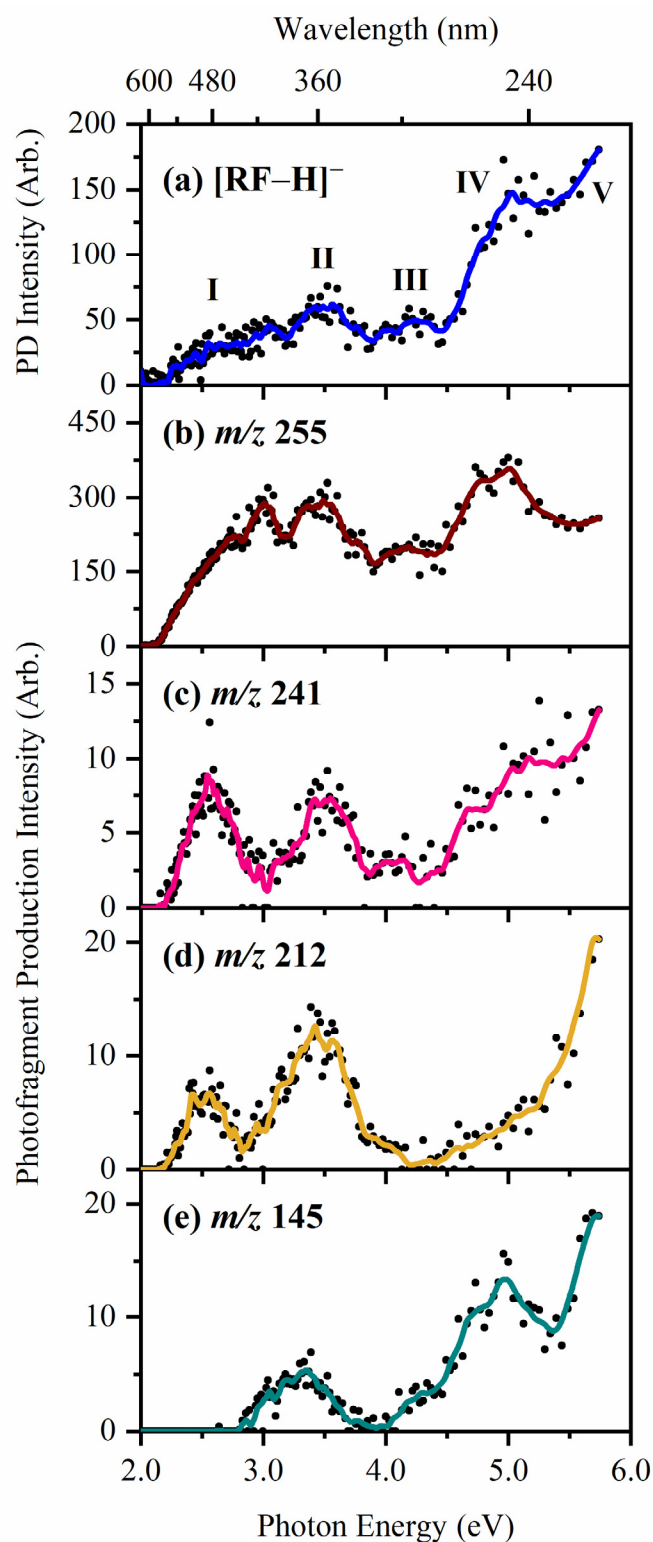 Wavelength (nm)
600 480 360 240
200
150
100
50
0
(a) [RF–H]⁻
I
II
III
IV
V
PD Intensity (Arb.)
450
300
150
0
(b) m/z 255
15
10
5
0
(c) m/z 241
Photofragment Production Intensity (Arb.)
20
10
0
(d) m/z 212
20
10
0
(e) m/z 145
2.0 3.0 4.0 5.0 6.0
Photon Energy (eV)